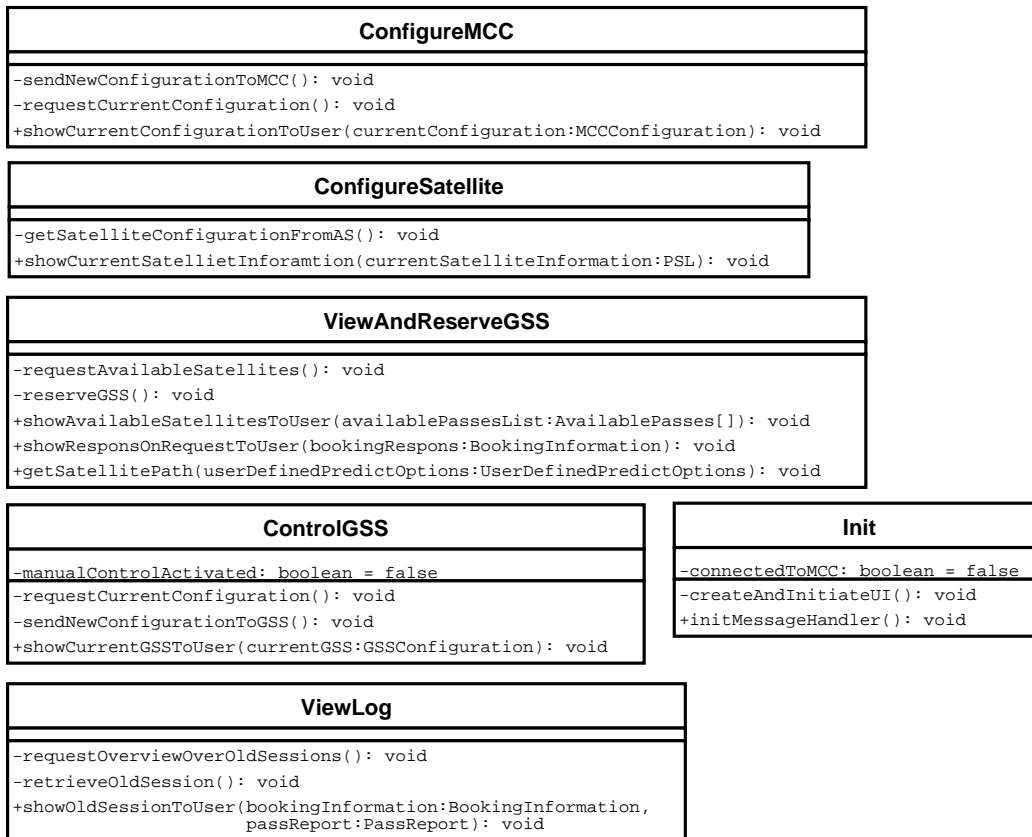 ConfigureMCC
-sendNewConfigurationToMCC(): void
-requestCurrentConfiguration(): void
+showCurrentConfigurationToUser(currentConfiguration:MCCConfiguration): void
ConfigureSatellite
-getSatelliteConfigurationFromAS(): void
+showCurrentSatellietInforamtion(currentSatelliteInformation:PSL): void
ViewAndReserveGSS
-requestAvailableSatellites(): void
-reserveGSS(): void
+showAvailableSatellitesToUser(availablePassesList:AvailablePasses[]): void
+showResponsOnRequestToUser(bookingRespons:BookingInformation): void
+getSatellitePath(userDefinedPredictOptions:UserDefinedPredictOptions): void
ControlGSS
-manualControlActivated: boolean = false
-requestCurrentConfiguration(): void
-sendNewConfigurationToGSS(): void
+showCurrentGSSToUser(currentGSS:GSSConfiguration): void
Init
-connectedToMCC: boolean = false
-createAndInitiateUI(): void
+initMessageHandler(): void
ViewLog
-requestOverviewOverOldSessions(): void
-retrieveOldSession(): void
+showOldSessionToUser(bookingInformation:BookingInformation,
passReport:PassReport): void